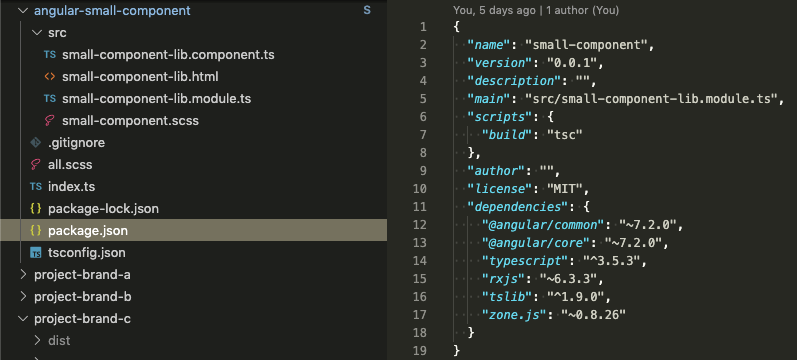 angular-small-component S
src
TS small-component-lib.component.ts
<> small-component-lib.html
TS small-component-lib.module.ts
small-component.scss
.gitignore
all.scss
TS index.ts
{} package-lock.json
{} package.json
TS tsconfig.json
project-brand-a
project-brand-b
project-brand-c
dist
You, 5 days ago | 1 author (You)
1 {
2 "name": "small-component",
3 "version": "0.0.1",
4 "description": "",
5 "main": "src/small-component-lib.module.ts",
6 "scripts": {
7 "build": "tsc"
8 },
9 "author": "",
10 "license": "MIT",
11 "dependencies": {
12 "@angular/common": "~7.2.0",
13 "@angular/core": "~7.2.0",
14 "typescript": "^3.5.3",
15 "rxjs": "~6.3.3",
16 "tslib": "^1.9.0",
17 "zone.js": "~0.8.26"
18 }
19 }